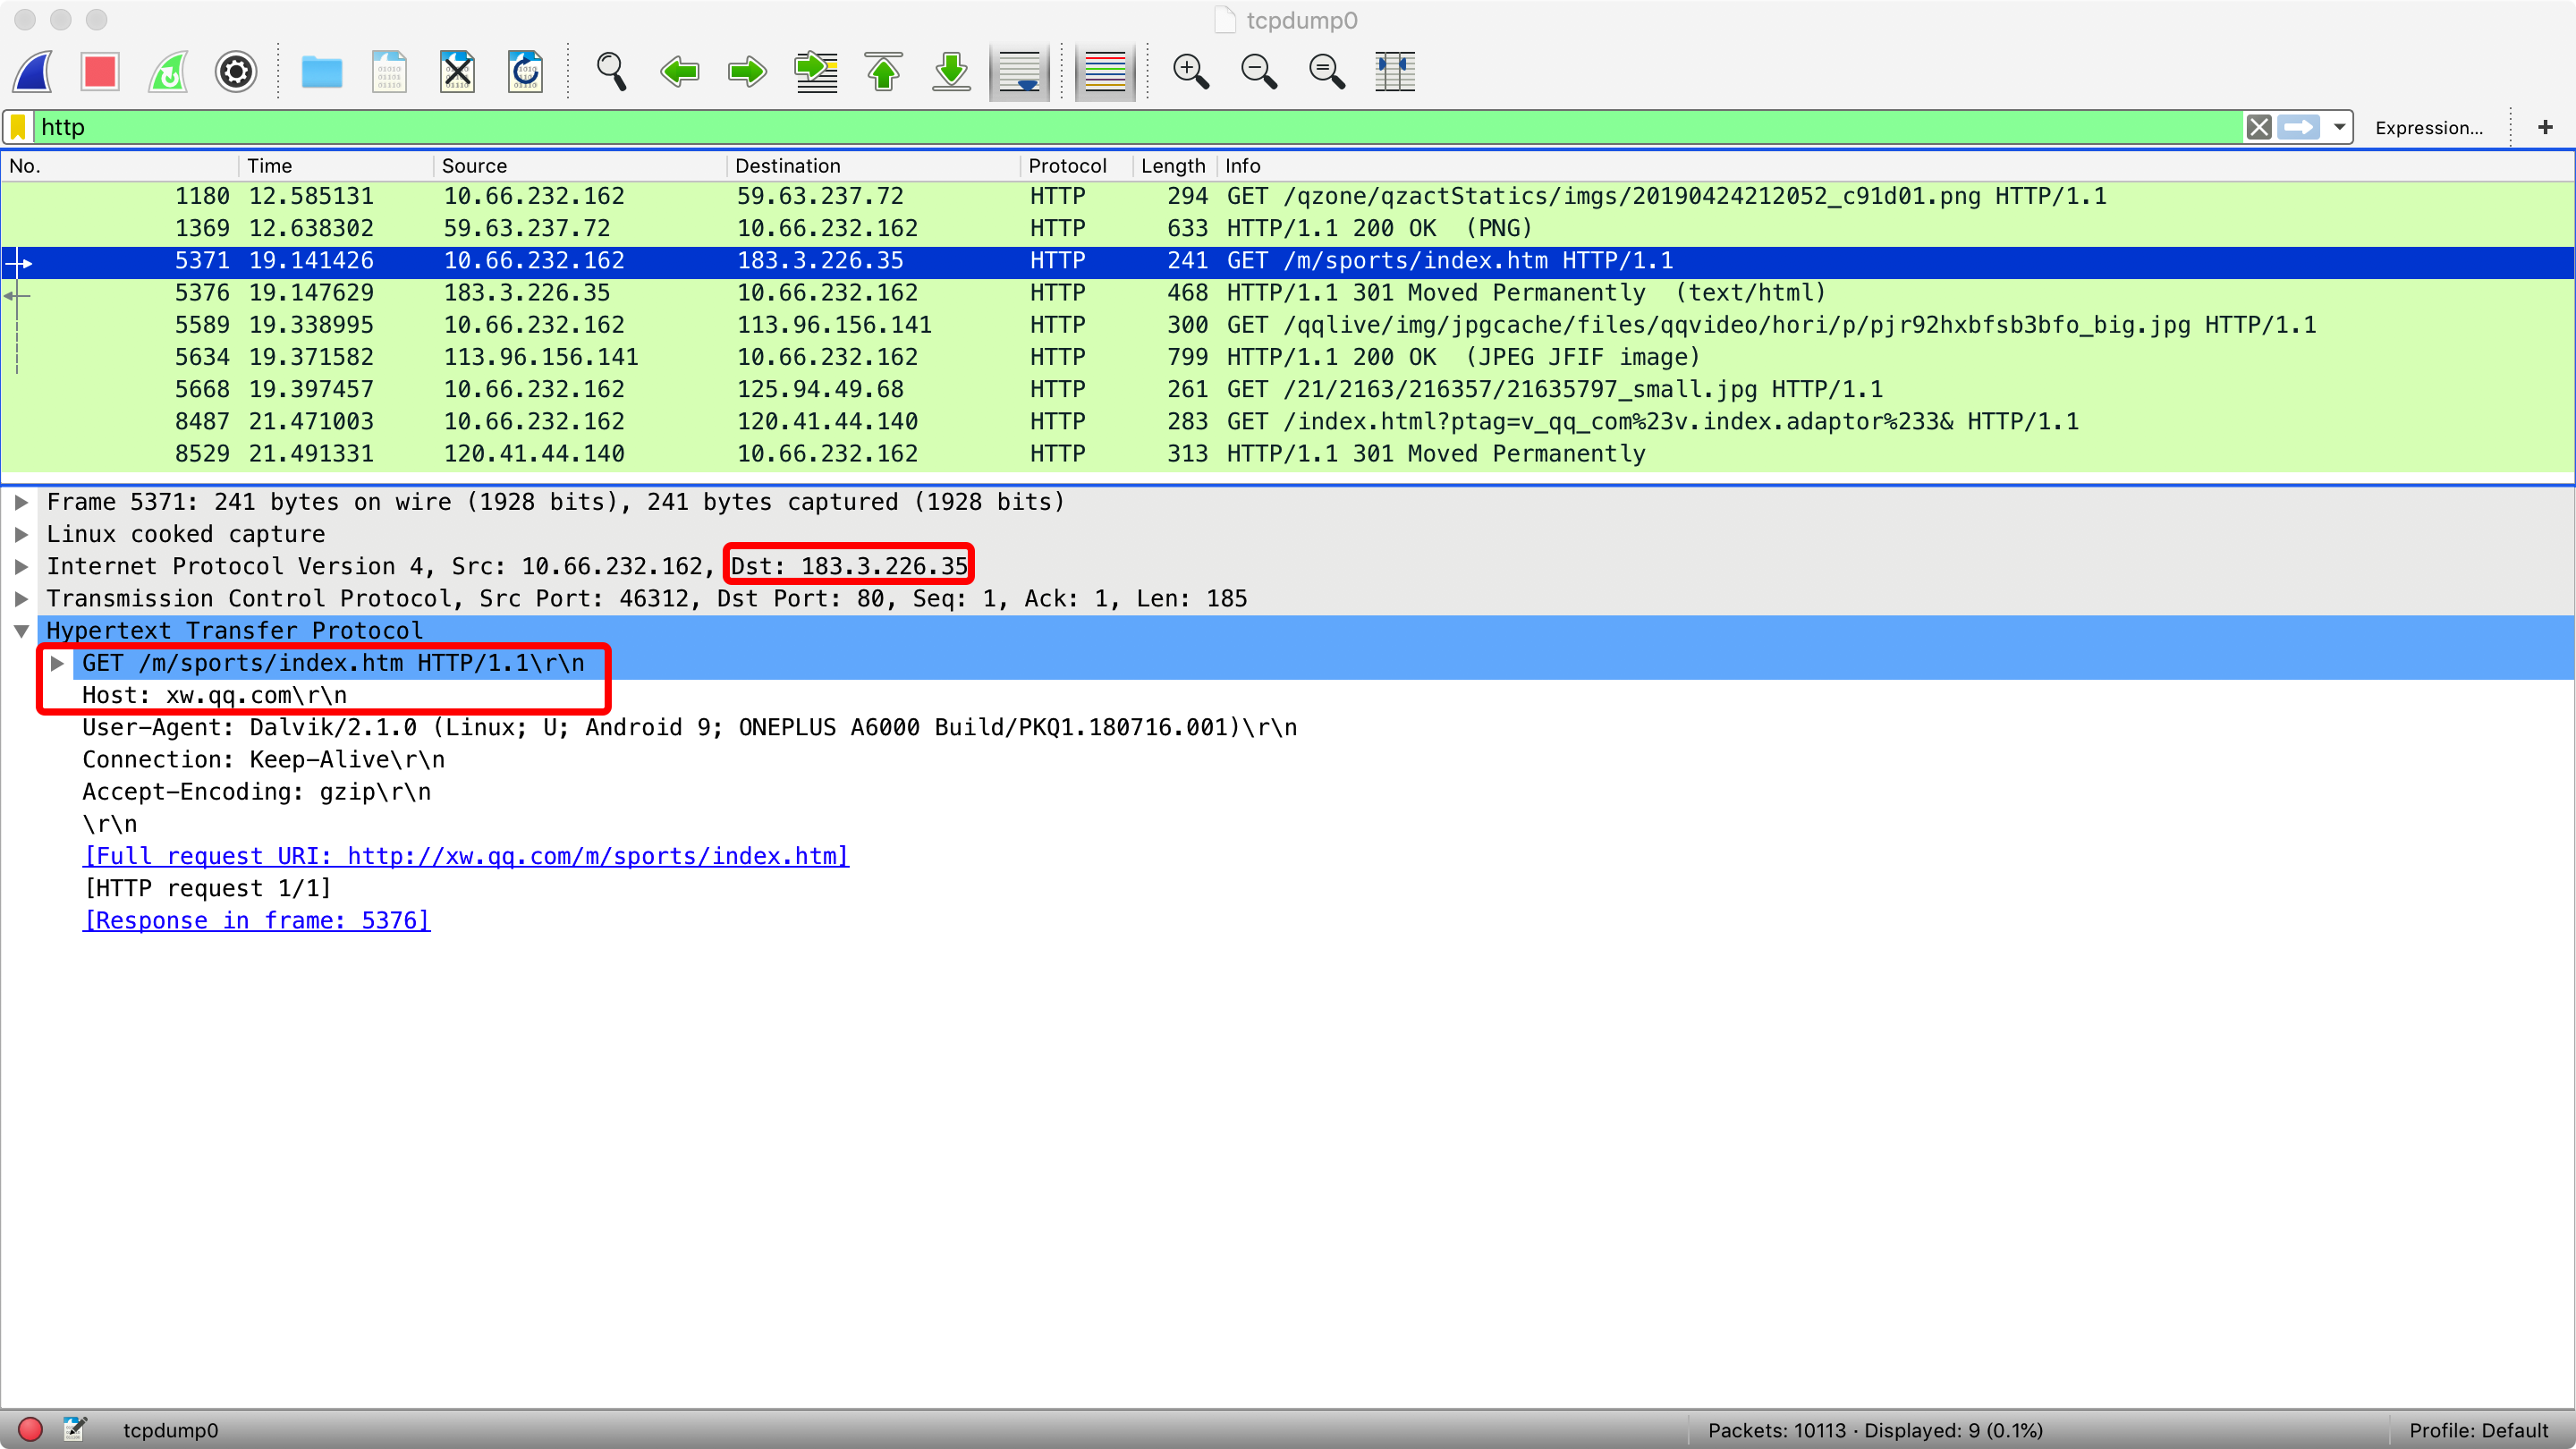 tcpdump0
http
Expression... +
No. Time Source Destination Protocol Length Info
1180 12.585131 10.66.232.162 59.63.237.72 HTTP 294 GET /qzone/qzactStatics/imgs/20190424212052_c91d01.png HTTP/1.1
1369 12.638302 59.63.237.72 10.66.232.162 HTTP 633 HTTP/1.1 200 OK (PNG)
5371 19.141426 10.66.232.162 183.3.226.35 HTTP 241 GET /m/sports/index.htm HTTP/1.1
5376 19.147629 183.3.226.35 10.66.232.162 HTTP 468 HTTP/1.1 301 Moved Permanently (text/html)
5589 19.338995 10.66.232.162 113.96.156.141 HTTP 300 GET /qqlive/img/jpgcache/files/qqvideo/hori/p/pjr92hxbfsb3bfo_big.jpg HTTP/1.1
5634 19.371582 113.96.156.141 10.66.232.162 HTTP 799 HTTP/1.1 200 OK (JPEG JFIF image)
5668 19.397457 10.66.232.162 125.94.49.68 HTTP 261 GET /21/2163/216357/21635797_small.jpg HTTP/1.1
8487 21.471003 10.66.232.162 120.41.44.140 HTTP 283 GET /index.html?ptag=v_qq_com%23v.index.adaptor%233& HTTP/1.1
8529 21.491331 120.41.44.140 10.66.232.162 HTTP 313 HTTP/1.1 301 Moved Permanently
Frame 5371: 241 bytes on wire (1928 bits), 241 bytes captured (1928 bits)
Linux cooked capture
Internet Protocol Version 4, Src: 10.66.232.162, Dst: 183.3.226.35
Transmission Control Protocol, Src Port: 46312, Dst Port: 80, Seq: 1, Ack: 1, Len: 185
Hypertext Transfer Protocol
GET /m/sports/index.htm HTTP/1.1\r\n
Host: xw.qq.com\r\n
User-Agent: Dalvik/2.1.0 (Linux; U; Android 9; ONEPLUS A6000 Build/PKQ1.180716.001)\r\n
Connection: Keep-Alive\r\n
Accept-Encoding: gzip\r\n
\r\n
[Full request URI: http://xw.qq.com/m/sports/index.htm]
[HTTP request 1/1]
[Response in frame: 5376]
tcpdump0
Packets: 10113 · Displayed: 9 (0.1%)
Profile: Default